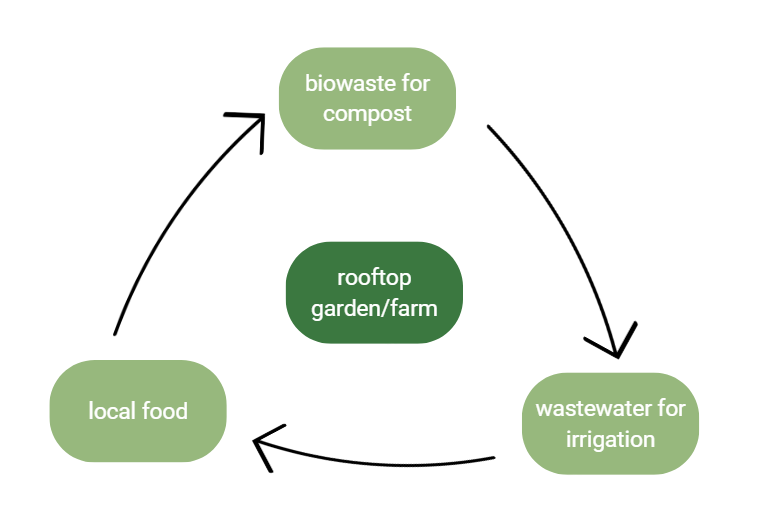 biowaste for
compost
rooftop
garden/farm
local food
wastewater for
irrigation